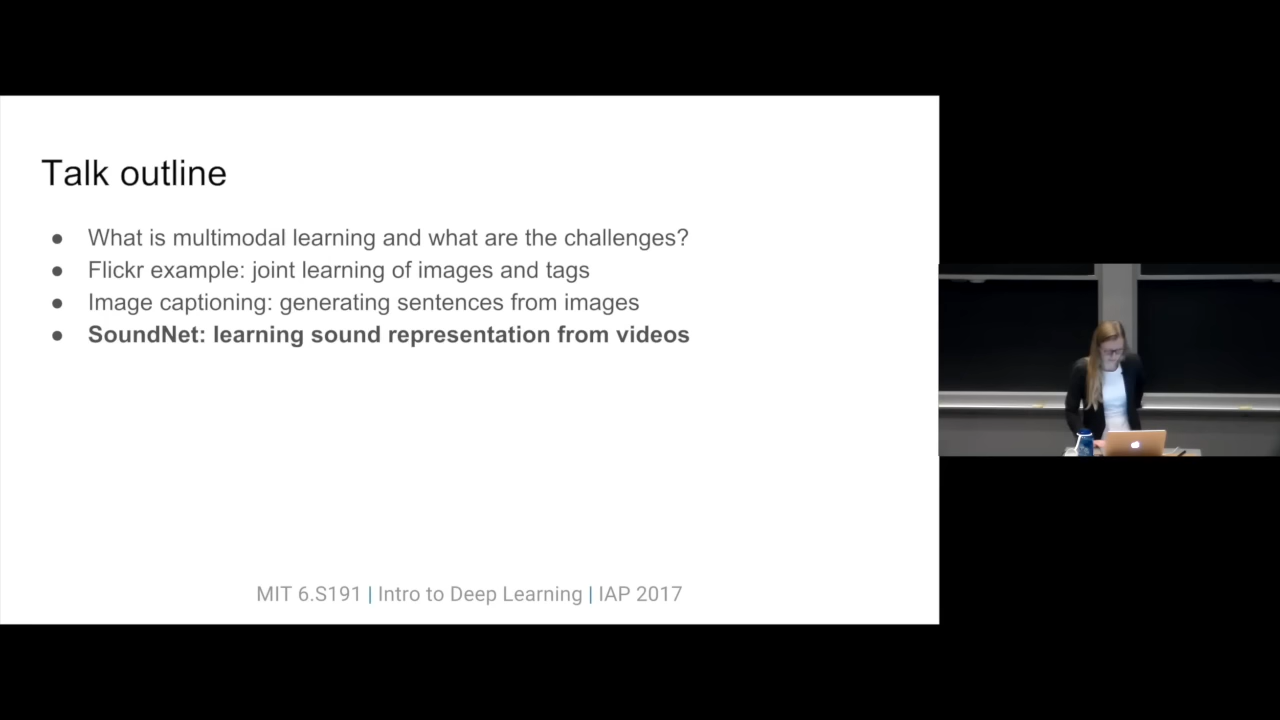 Talk outline
● What is multimodal learning and what are the challenges?
● Flickr example: joint learning of images and tags
● Image captioning: generating sentences from images
● SoundNet: learning sound representation from videos
MIT 6.S191 | Intro to Deep Learning | IAP 2017